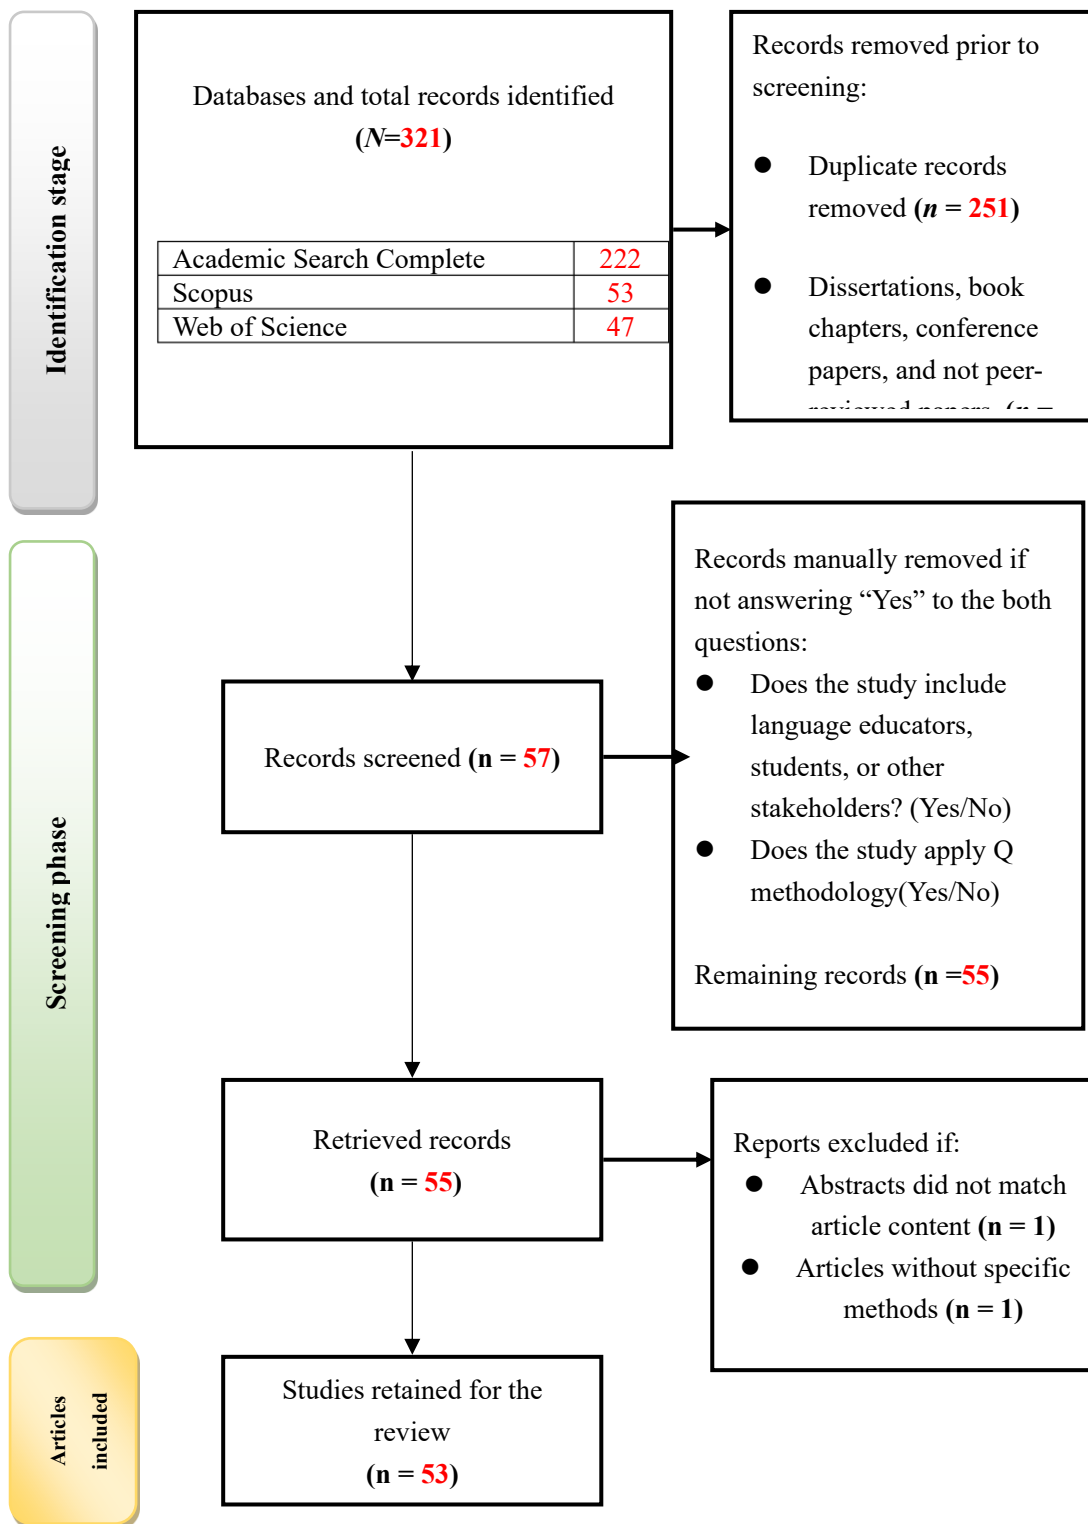 Identification stage
Databases and total records identified
(N=321)
Academic Search Complete 222
Scopus 53
Web of Science 47
Records removed prior to
screening:
● Duplicate records
removed (n = 251)
● Dissertations, book
chapters, conference
papers, and not peer-
reviewed papers (n =
Screening phase
Records screened (n = 57)
Records manually removed if
not answering “Yes” to the both
questions:
● Does the study include
language educators,
students, or other
stakeholders? (Yes/No)
● Does the study apply Q
methodology(Yes/No)
Remaining records (n =55)
Retrieved records
(n = 55)
Reports excluded if:
● Abstracts did not match
article content (n = 1)
● Articles without specific
methods (n = 1)
Articles
included
Studies retained for the
review
(n = 53)